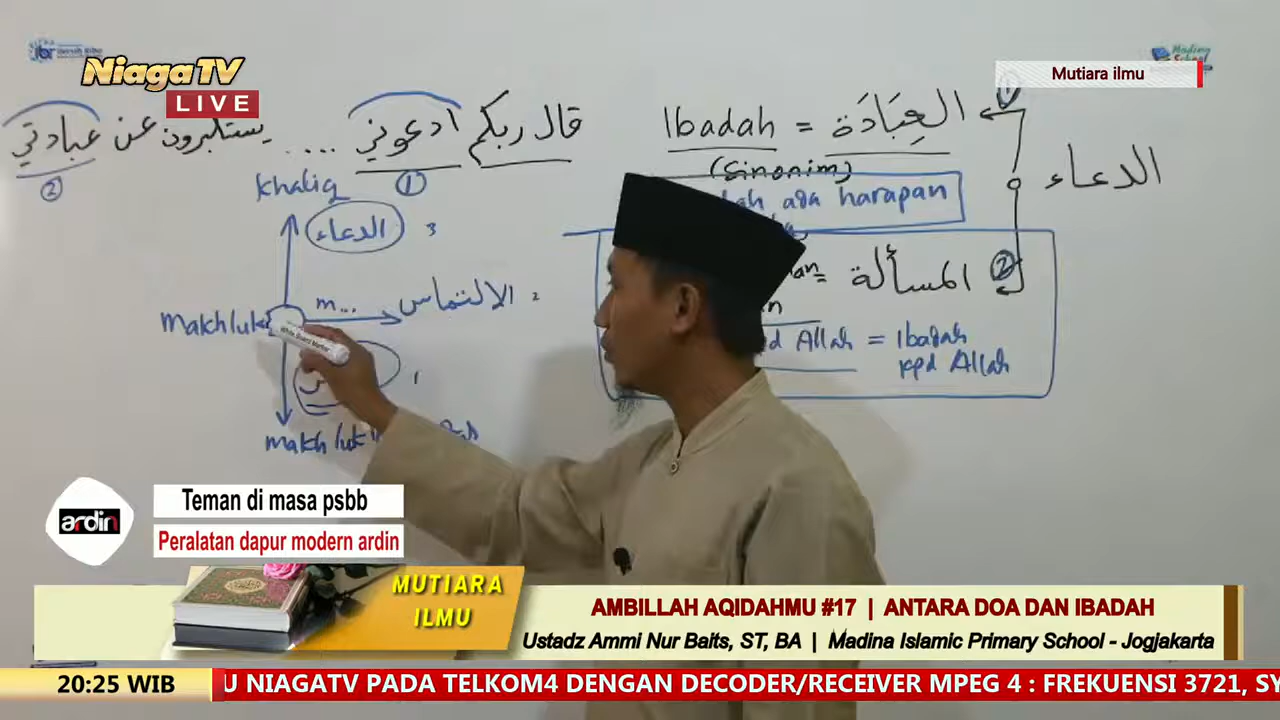 NiagaTV
LIVE
Mutiara ilmu
قال ربكم ادعوني .... يستكبرون عن عبادتي
① ②
Ibadah = العِبَادَة ①
(Sinonim)
الدعاء
ada harapan
= المسألة ②
Allah = Ibadah
kpd Allah
Khaliq
الدعاء 3
m... الالتماس 2
Makhluk
1
makhluk
ardin
Teman di masa psbb
Peralatan dapur modern ardin
MUTIARA
ILMU
AMBILLAH AQIDAHMU #17 | ANTARA DOA DAN IBADAH
Ustadz Ammi Nur Baits, ST, BA | Madina Islamic Primary School - Jogjakarta
20:25 WIB
U NIAGATV PADA TELKOM4 DENGAN DECODER/RECEIVER MPEG 4 : FREKUENSI 3721, SY